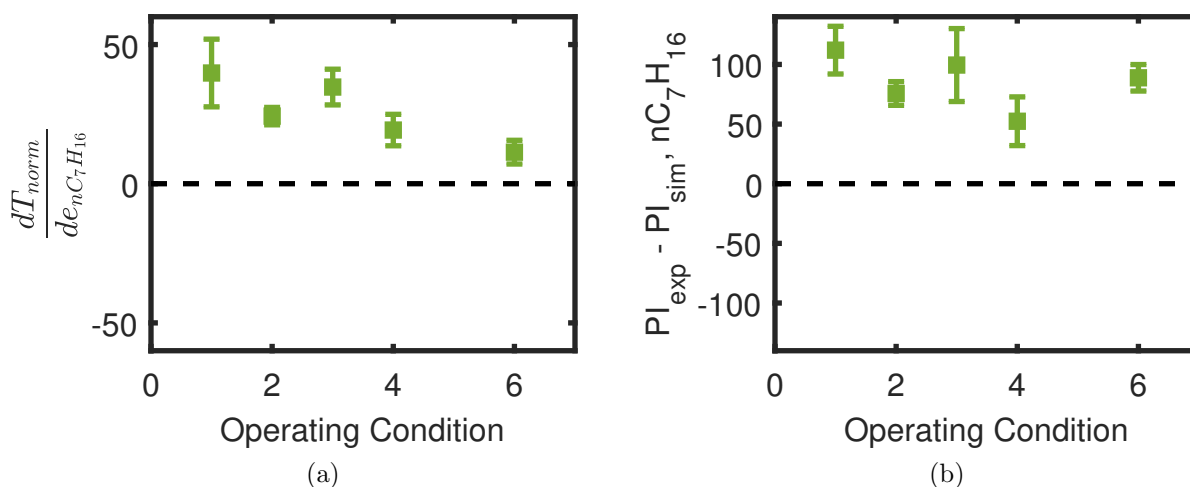 50
0
-50
dT_norm
de_nC7H16
0
2
4
6
Operating Condition
(a)
100
50
0
-50
-100
PI_exp - PI_sim, nC7H16
0
2
4
6
Operating Condition
(b)